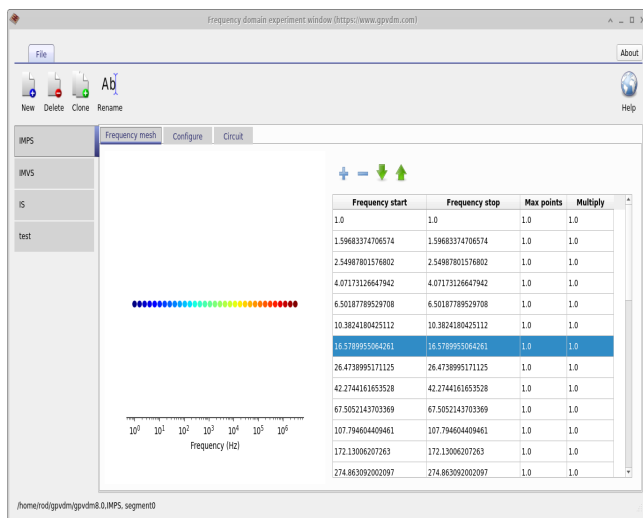 Frequency domain experiment window (https://www.gpvdm.com)
File
About
New Delete Clone Rename
Help
IMPS
IMVS
IS
test
Frequency mesh Configure Circuit
Frequency start Frequency stop Max points Multiply
1.0 1.0 1.0 1.0
1.59683374706574 1.59683374706574 1.0 1.0
2.54987801576802 2.54987801576802 1.0 1.0
4.07173126647942 4.07173126647942 1.0 1.0
6.50187789529708 6.50187789529708 1.0 1.0
10.3824180425112 10.3824180425112 1.0 1.0
16.5789955064261 16.5789955064261 1.0 1.0
26.4738995171125 26.4738995171125 1.0 1.0
42.2744161653528 42.2744161653528 1.0 1.0
67.5052143703369 67.5052143703369 1.0 1.0
107.794604409461 107.794604409461 1.0 1.0
172.13006207263 172.13006207263 1.0 1.0
274.863092002097 274.863092002097 1.0 1.0
10⁰ 10¹ 10² 10³ 10⁴ 10⁵ 10⁶
Frequency (Hz)
/home/rod/gpvdm/gpvdm8.0,IMPS, segment0